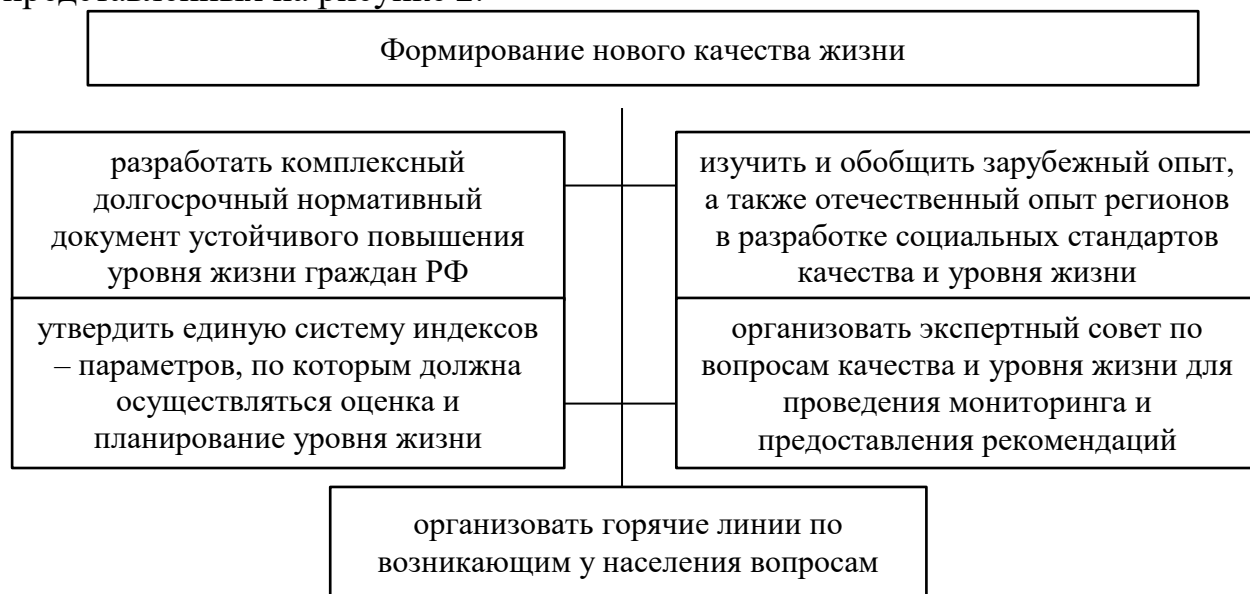 представленных на рисунке 2.
Формирование нового качества жизни
разработать комплексный
долгосрочный нормативный
документ устойчивого повышения
уровня жизни граждан РФ
изучить и обобщить зарубежный опыт,
а также отечественный опыт регионов
в разработке социальных стандартов
качества и уровня жизни
утвердить единую систему индексов
– параметров, по которым должна
осуществляться оценка и
планирование уровня жизни
организовать экспертный совет по
вопросам качества и уровня жизни для
проведения мониторинга и
предоставления рекомендаций
организовать горячие линии по
возникающим у населения вопросам